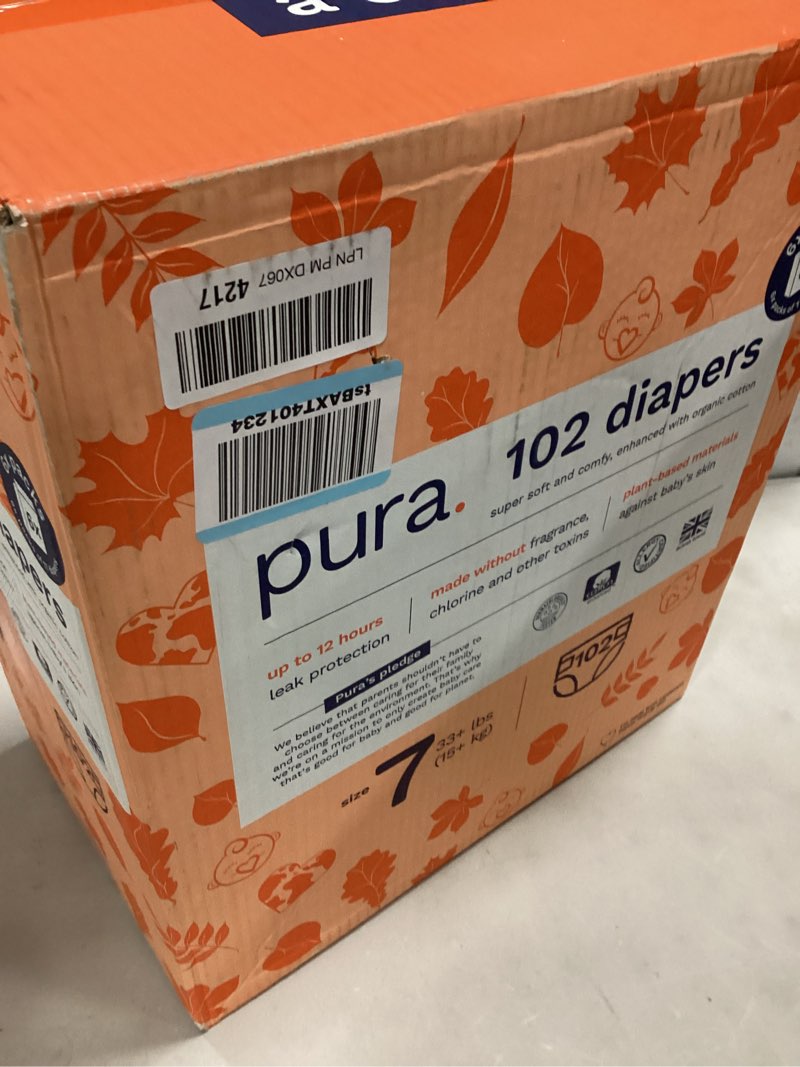 LPN PM DX067 4217
tsBAXT401234
pura.
102 diapers
super soft and comfy, enhanced with organic cotton
up to 12 hours
leak protection
made without fragrance,
chlorine and other toxins
plant-based materials
against baby's skin
Pura's pledge
We believe that parents shouldn't have to
choose between caring for their family
and caring for the environment. That's why
we're on a mission to only create baby care
that's good for baby and good for planet.
size 7
33+ lbs
(15+ kg)
102